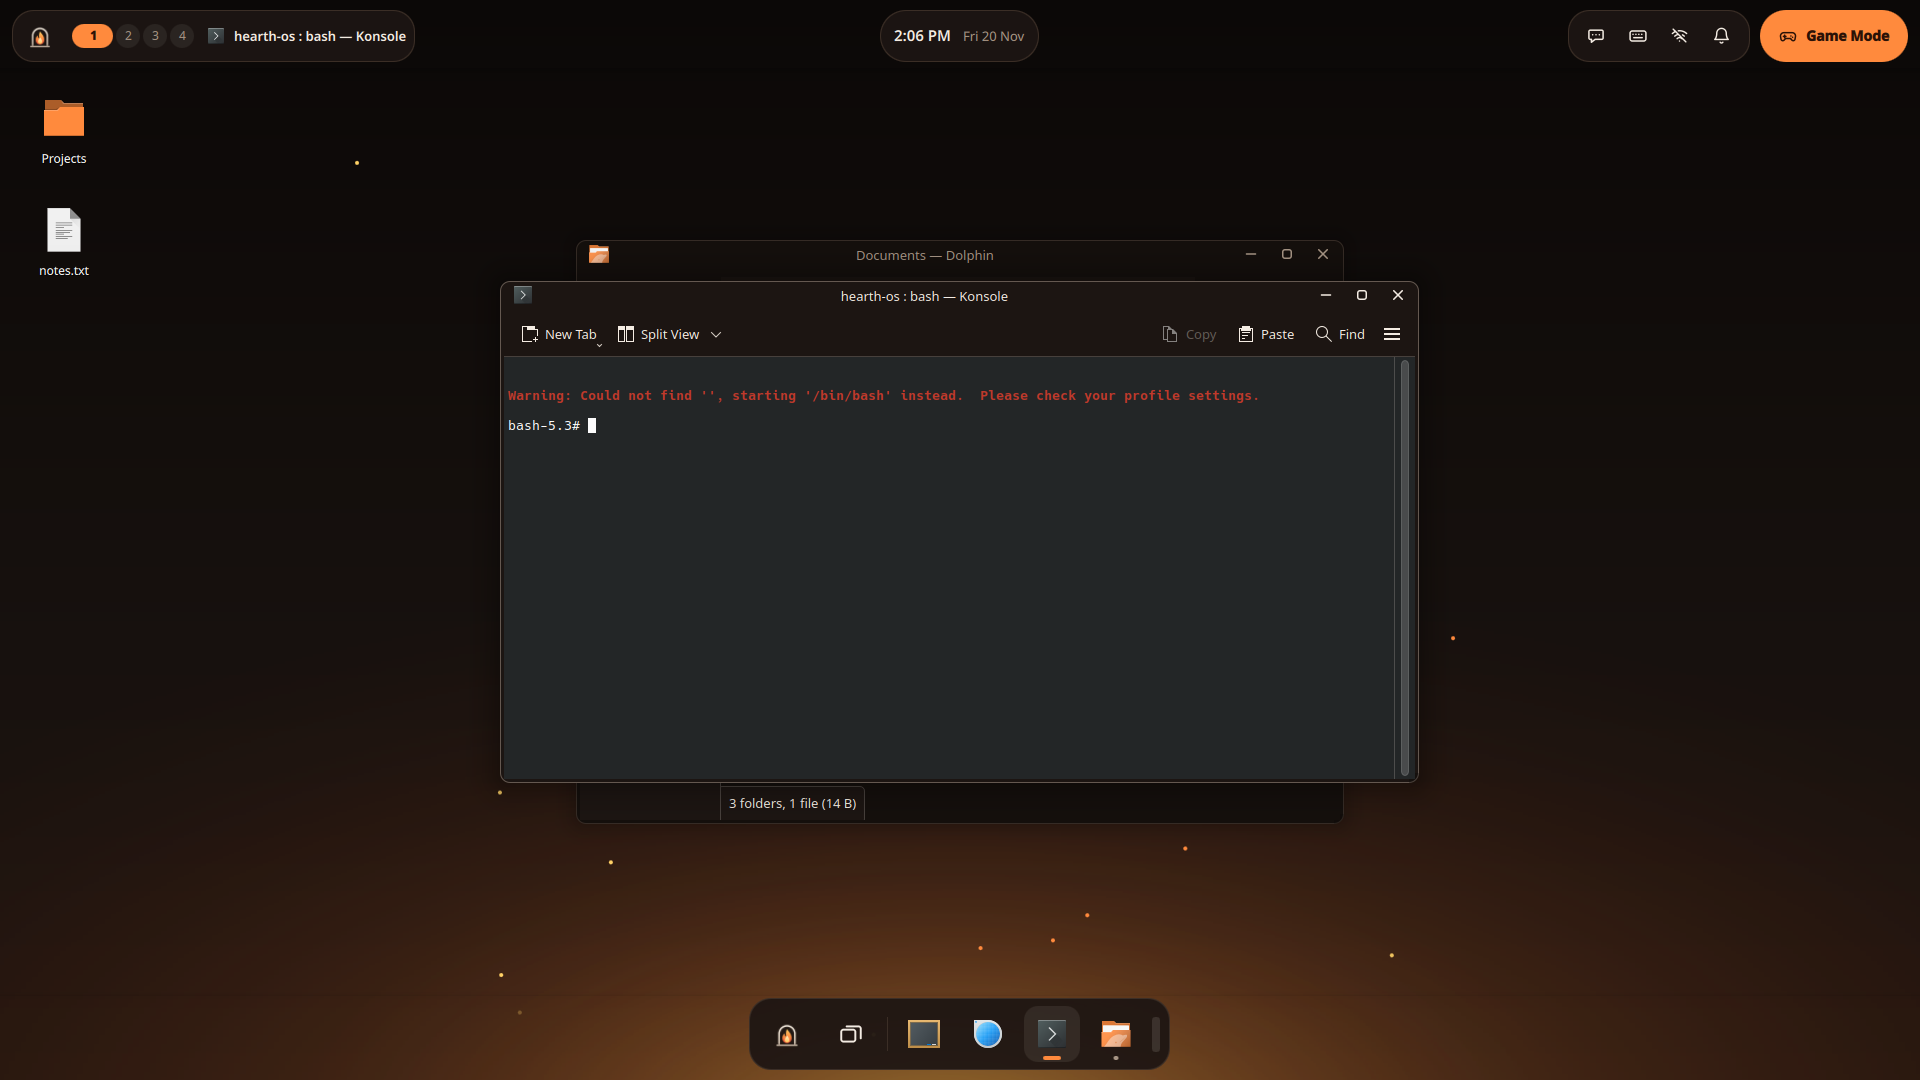 1 2 3 4 hearth-os : bash — Konsole
2:06 PM Fri 20 Nov
Game Mode
Projects
notes.txt
Documents — Dolphin
hearth-os : bash — Konsole
New Tab Split View Copy Paste Find
Warning: Could not find '', starting '/bin/bash' instead.  Please check your profile settings.
bash-5.3#
3 folders, 1 file (14 B)